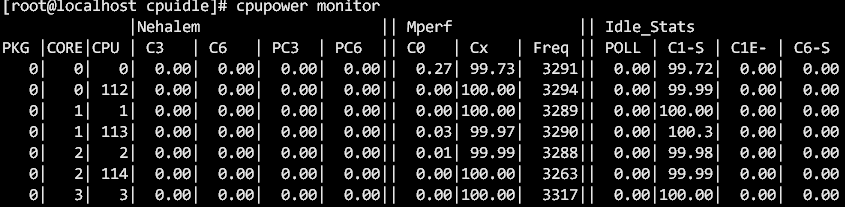 [root@localhost cpuidle]# cpupower monitor
              |Nehalem                    || Mperf              || Idle_Stats
PKG |CORE|CPU | C3   | C6   | PC3  | PC6  || C0   | Cx   | Freq || POLL | C1-S | C1E- | C6-S
   0|   0|   0|  0.00|  0.00|  0.00|  0.00||  0.27| 99.73|  3291||  0.00| 99.72|  0.00|  0.00
   0|   0| 112|  0.00|  0.00|  0.00|  0.00||  0.00|100.00|  3294||  0.00| 99.99|  0.00|  0.00
   0|   1|   1|  0.00|  0.00|  0.00|  0.00||  0.00|100.00|  3289||  0.00|100.00|  0.00|  0.00
   0|   1| 113|  0.00|  0.00|  0.00|  0.00||  0.03| 99.97|  3290||  0.00| 100.3|  0.00|  0.00
   0|   2|   2|  0.00|  0.00|  0.00|  0.00||  0.01| 99.99|  3288||  0.00| 99.98|  0.00|  0.00
   0|   2| 114|  0.00|  0.00|  0.00|  0.00||  0.00|100.00|  3263||  0.00| 99.99|  0.00|  0.00
   0|   3|   3|  0.00|  0.00|  0.00|  0.00||  0.00|100.00|  3317||  0.00|100.00|  0.00|  0.00